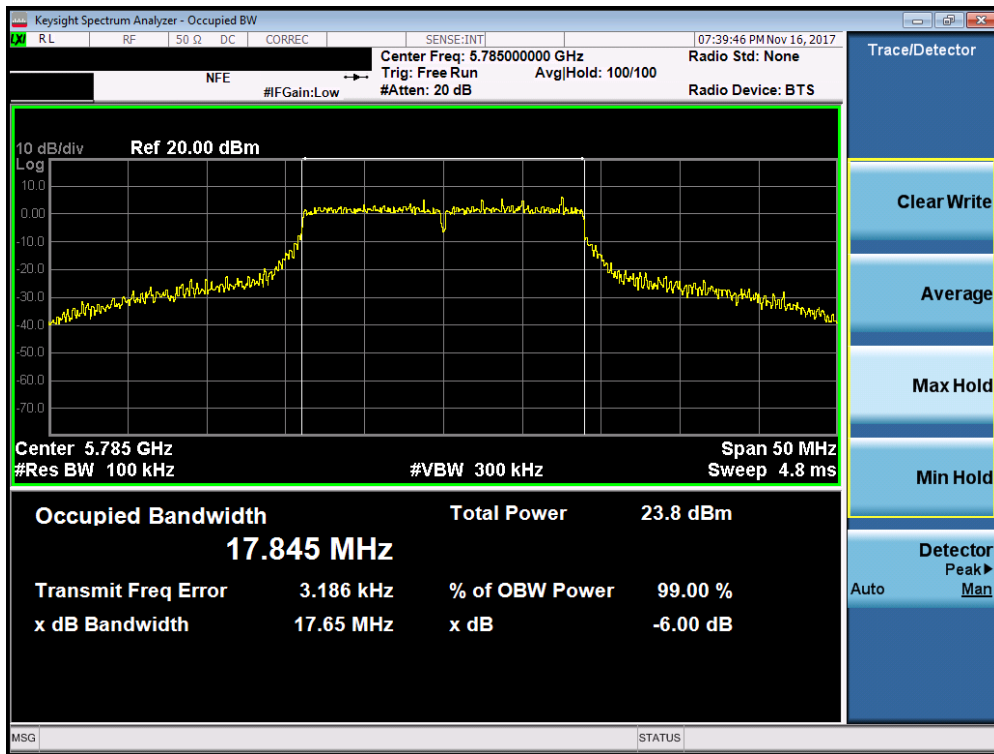 Keysight Spectrum Analyzer - Occupied BW
LXI RL RF 50 Ω DC CORREC SENSE:INT 07:39:46 PM Nov 16, 2017
Center Freq: 5.785000000 GHz Radio Std: None
NFE Trig: Free Run Avg|Hold: 100/100
#IFGain:Low #Atten: 20 dB Radio Device: BTS
10 dB/div Ref 20.00 dBm
Log
10.0
0.00
-10.0
-20.0
-30.0
-40.0
-50.0
-60.0
-70.0
Center 5.785 GHz Span 50 MHz
#Res BW 100 kHz #VBW 300 kHz Sweep 4.8 ms
Occupied Bandwidth Total Power 23.8 dBm
17.845 MHz
Transmit Freq Error 3.186 kHz % of OBW Power 99.00 %
x dB Bandwidth 17.65 MHz x dB -6.00 dB
MSG STATUS
Trace/Detector
Clear Write
Average
Max Hold
Min Hold
Detector
Peak▶
Auto Man